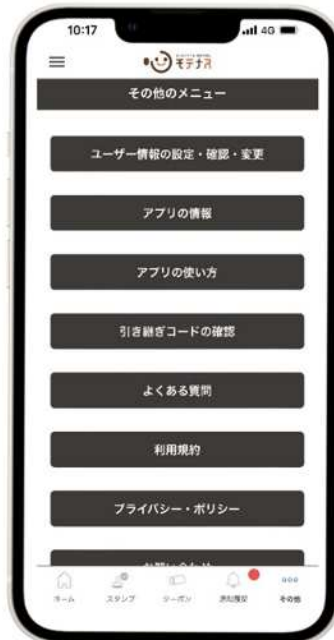 10:17
4G
モテナス
その他のメニュー
ユーザー情報の設定・確認・変更
アプリの情報
アプリの使い方
引き継ぎコードの確認
よくある質問
利用規約
プライバシー・ポリシー
ホーム
スタンプ
クーポン
通知履歴
その他